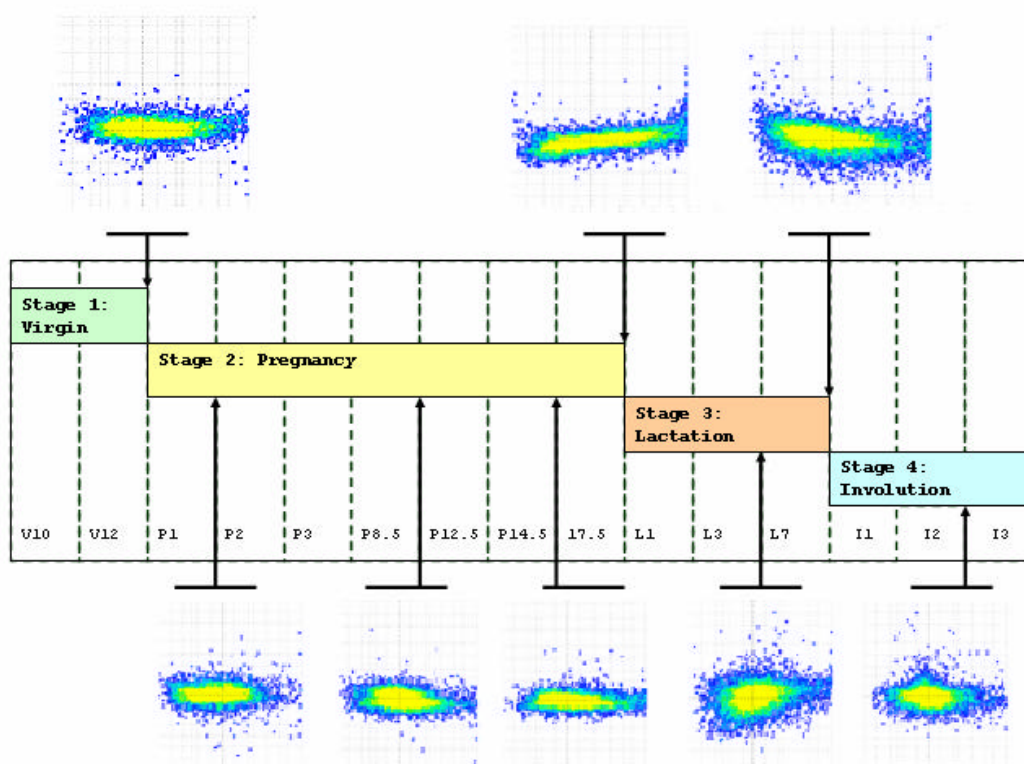 Stage 1:
Virgin
Stage 2: Pregnancy
Stage 3:
Lactation
Stage 4:
Involution
V10 V12 P1 P2 P3 P8.5 P12.5 P14.5 17.5 L1 L3 L7 I1 I2 I3